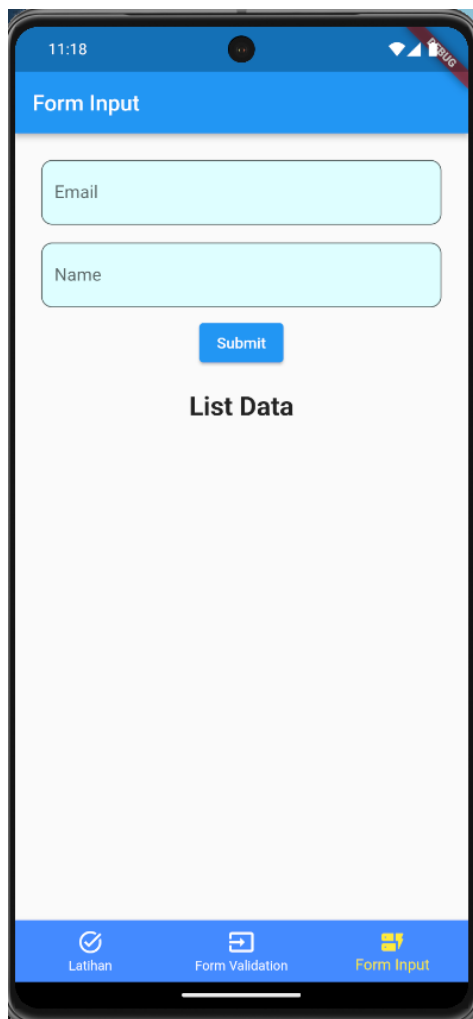 11:18
DEBUG
Form Input
Email
Name
Submit
List Data
Latihan
Form Validation
Form Input